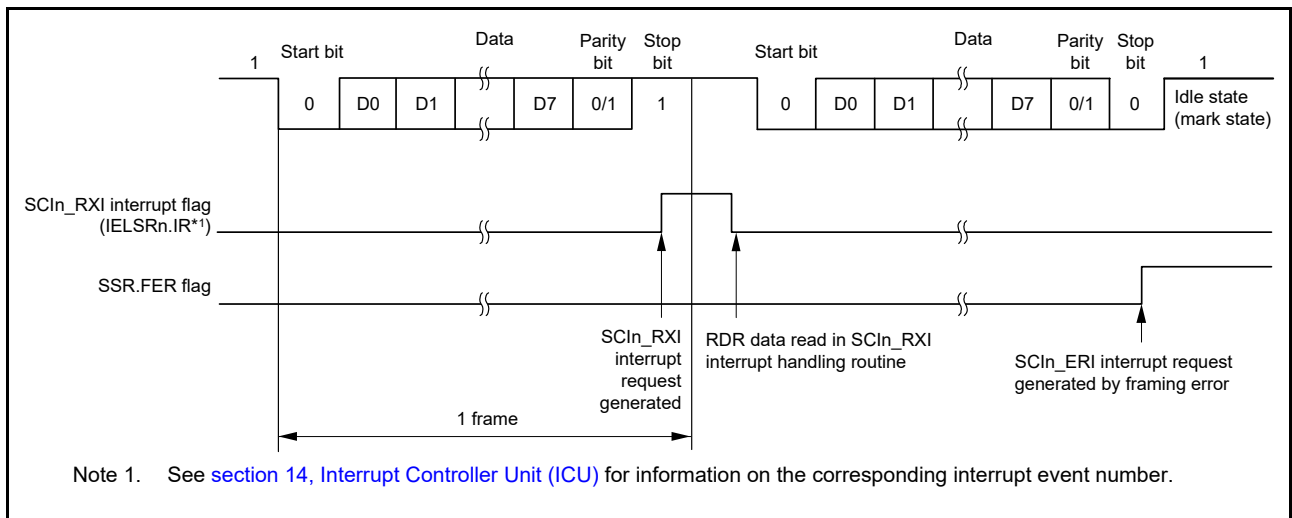 Start bit
Data
Parity bit
Stop bit
Start bit
Data
Parity bit
Stop bit
1
1
0 D0 D1 D7 0/1 1
0 D0 D1 D7 0/1 0
Idle state
(mark state)
SCIn_RXI interrupt flag
(IELSRn.IR*1)
SSR.FER flag
SCIn_RXI
interrupt
request
generated
RDR data read in SCIn_RXI
interrupt handling routine
SCIn_ERI interrupt request
generated by framing error
1 frame
Note 1. See section 14, Interrupt Controller Unit (ICU) for information on the corresponding interrupt event number.